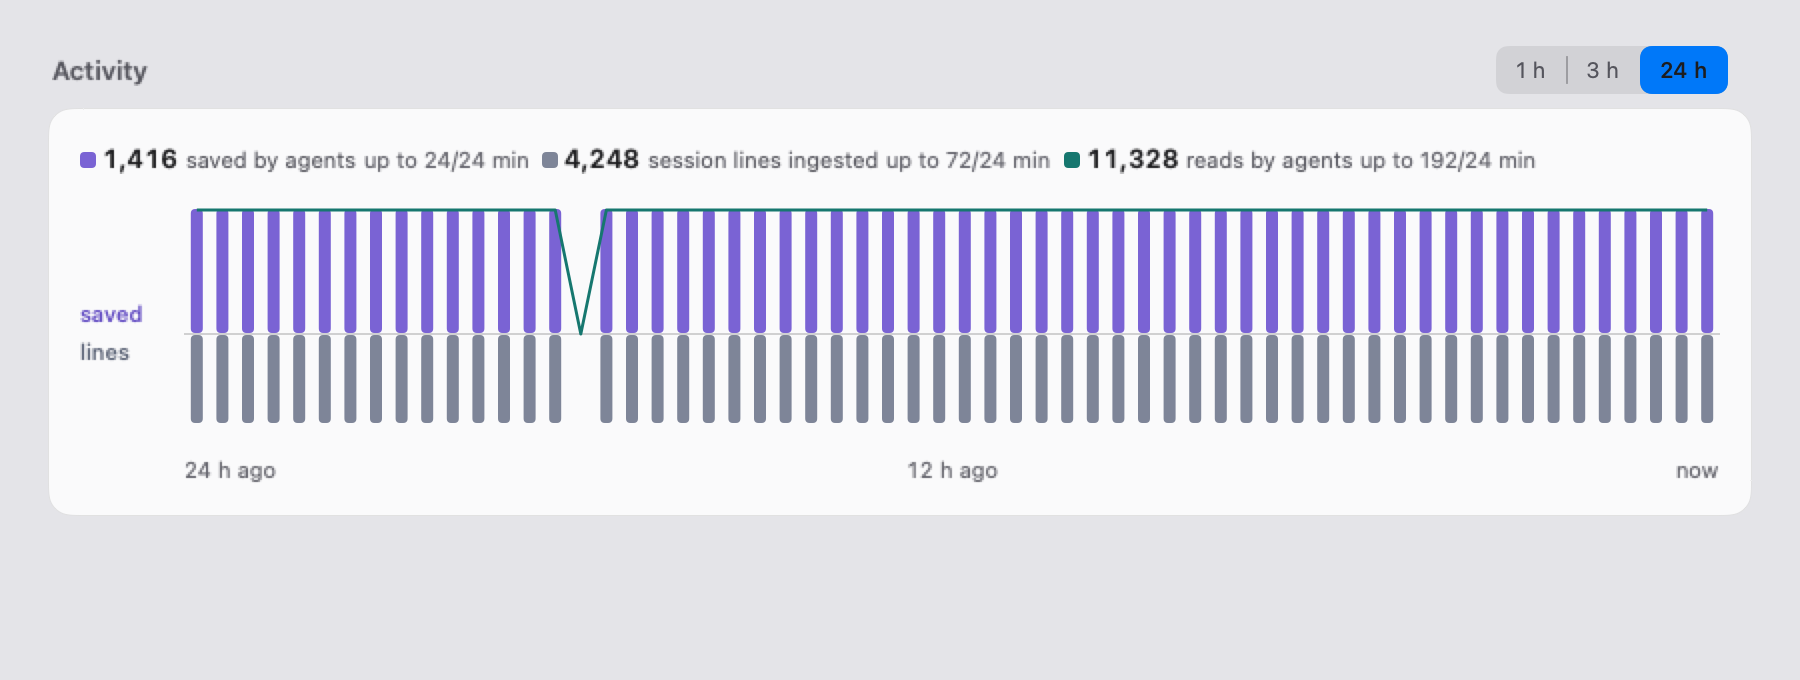 Activity
1 h
3 h
24 h
1,416 saved by agents up to 24/24 min
4,248 session lines ingested up to 72/24 min
11,328 reads by agents up to 192/24 min
saved
lines
24 h ago
12 h ago
now